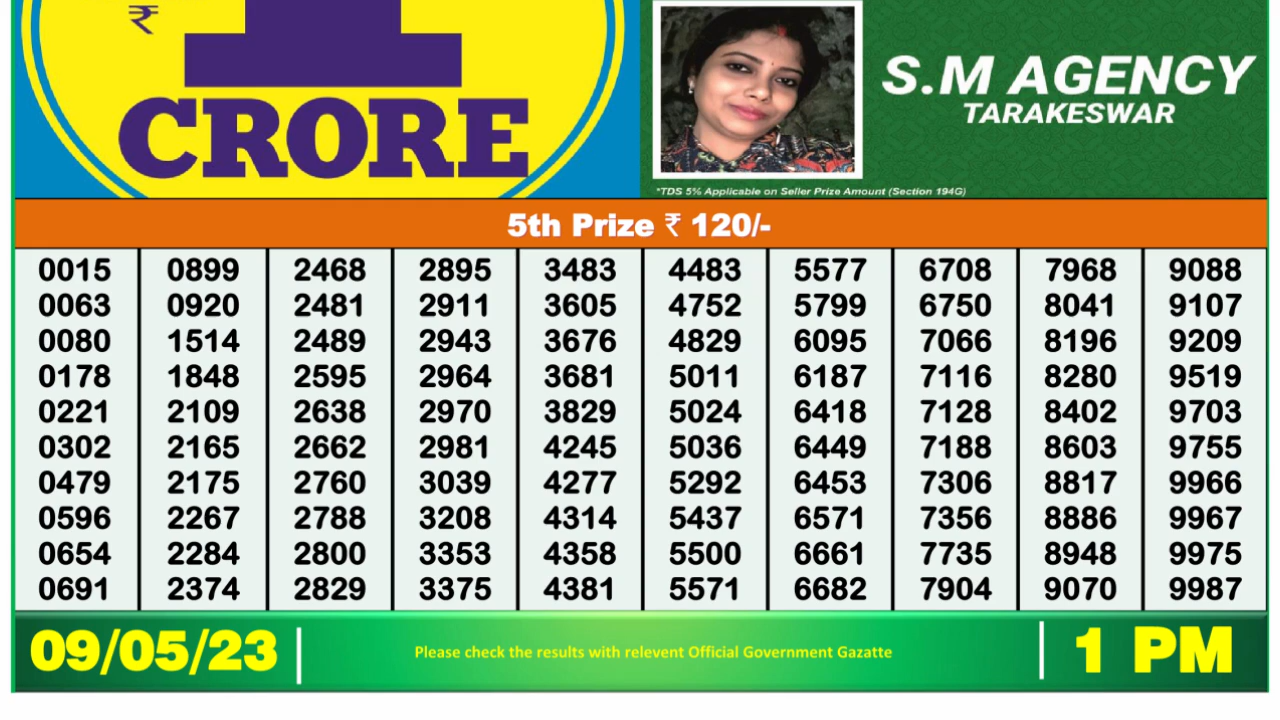 ₹
1
CRORE
S.M AGENCY
TARAKESWAR
*TDS 5% Applicable on Seller Prize Amount (Section 194G)
5th Prize ₹ 120/-
0015 0899 2468 2895 3483 4483 5577 6708 7968 9088
0063 0920 2481 2911 3605 4752 5799 6750 8041 9107
0080 1514 2489 2943 3676 4829 6095 7066 8196 9209
0178 1848 2595 2964 3681 5011 6187 7116 8280 9519
0221 2109 2638 2970 3829 5024 6418 7128 8402 9703
0302 2165 2662 2981 4245 5036 6449 7188 8603 9755
0479 2175 2760 3039 4277 5292 6453 7306 8817 9966
0596 2267 2788 3208 4314 5437 6571 7356 8886 9967
0654 2284 2800 3353 4358 5500 6661 7735 8948 9975
0691 2374 2829 3375 4381 5571 6682 7904 9070 9987
09/05/23
Please check the results with relevent Official Government Gazatte
1 PM